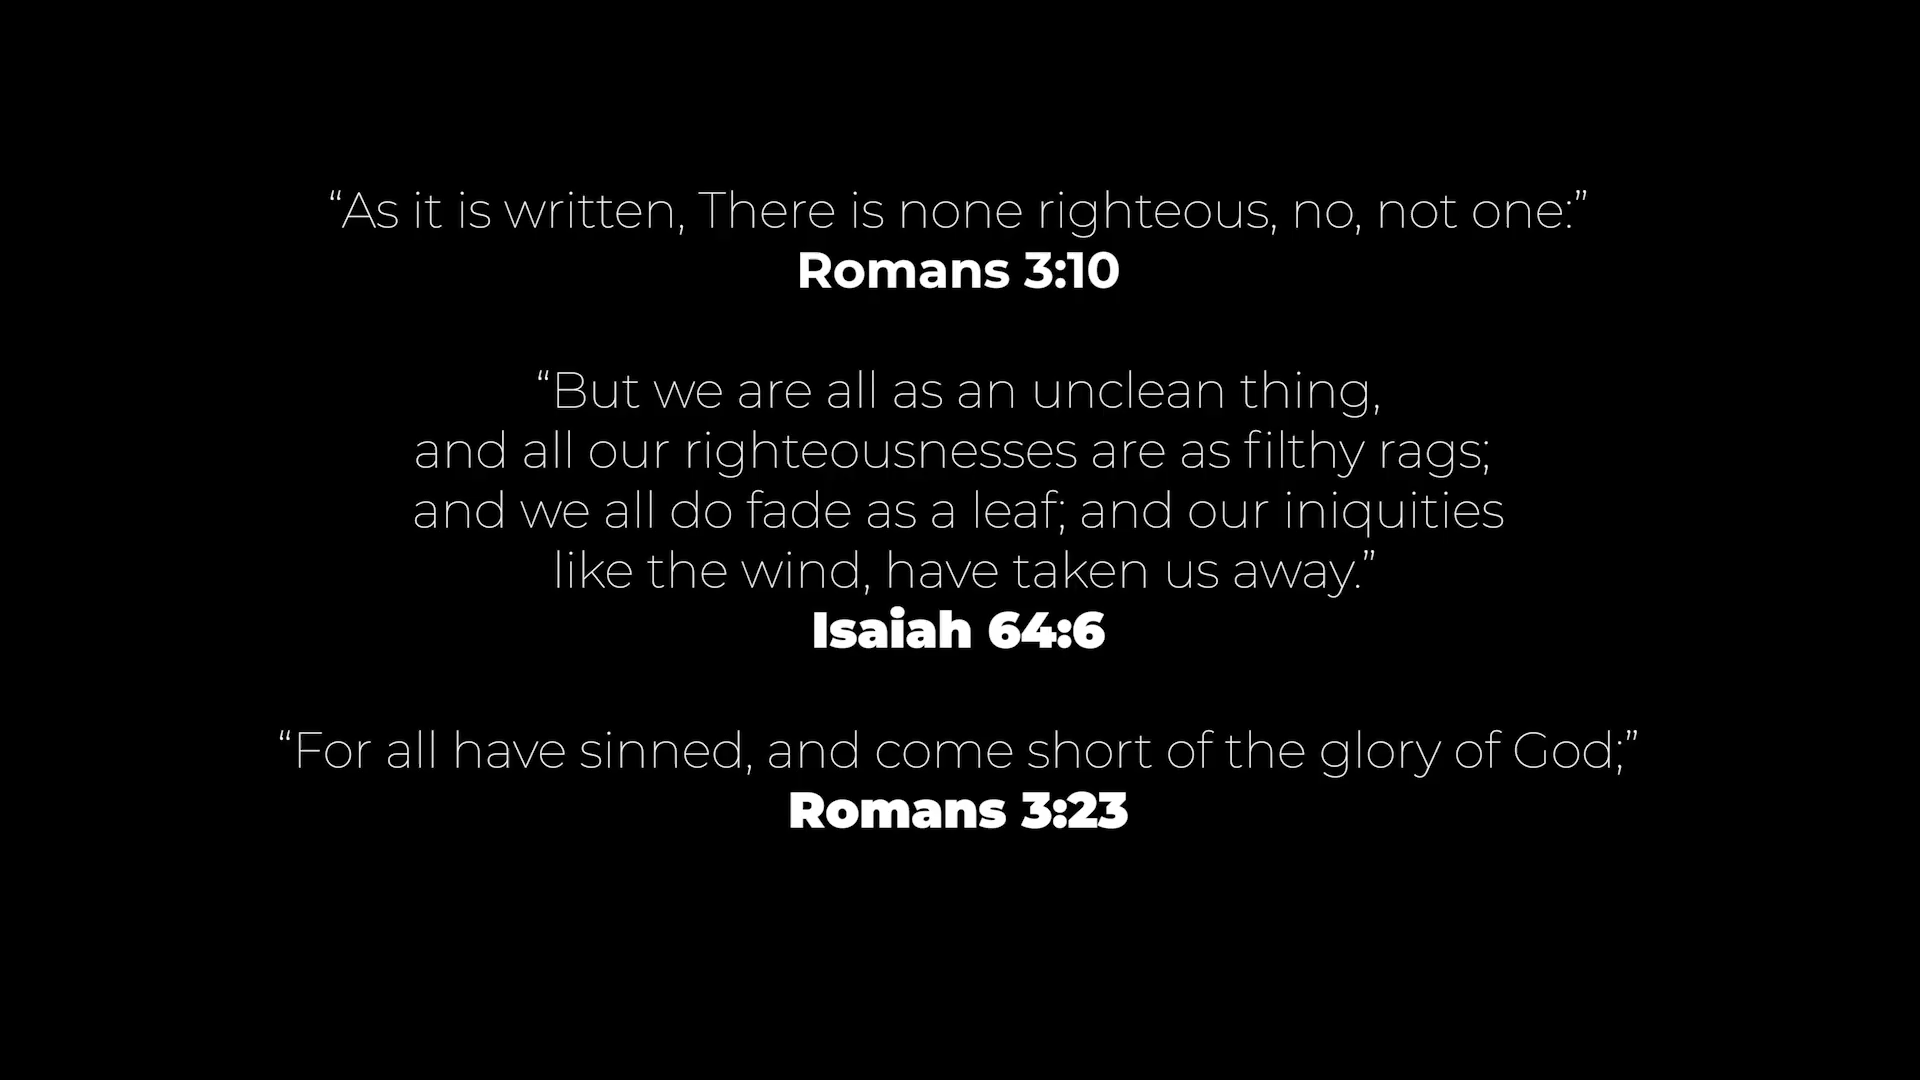 “As it is written, There is none righteous, no, not one:”
Romans 3:10
“But we are all as an unclean thing,
and all our righteousnesses are as filthy rags;
and we all do fade as a leaf; and our iniquities
like the wind, have taken us away.”
Isaiah 64:6
“For all have sinned, and come short of the glory of God;”
Romans 3:23